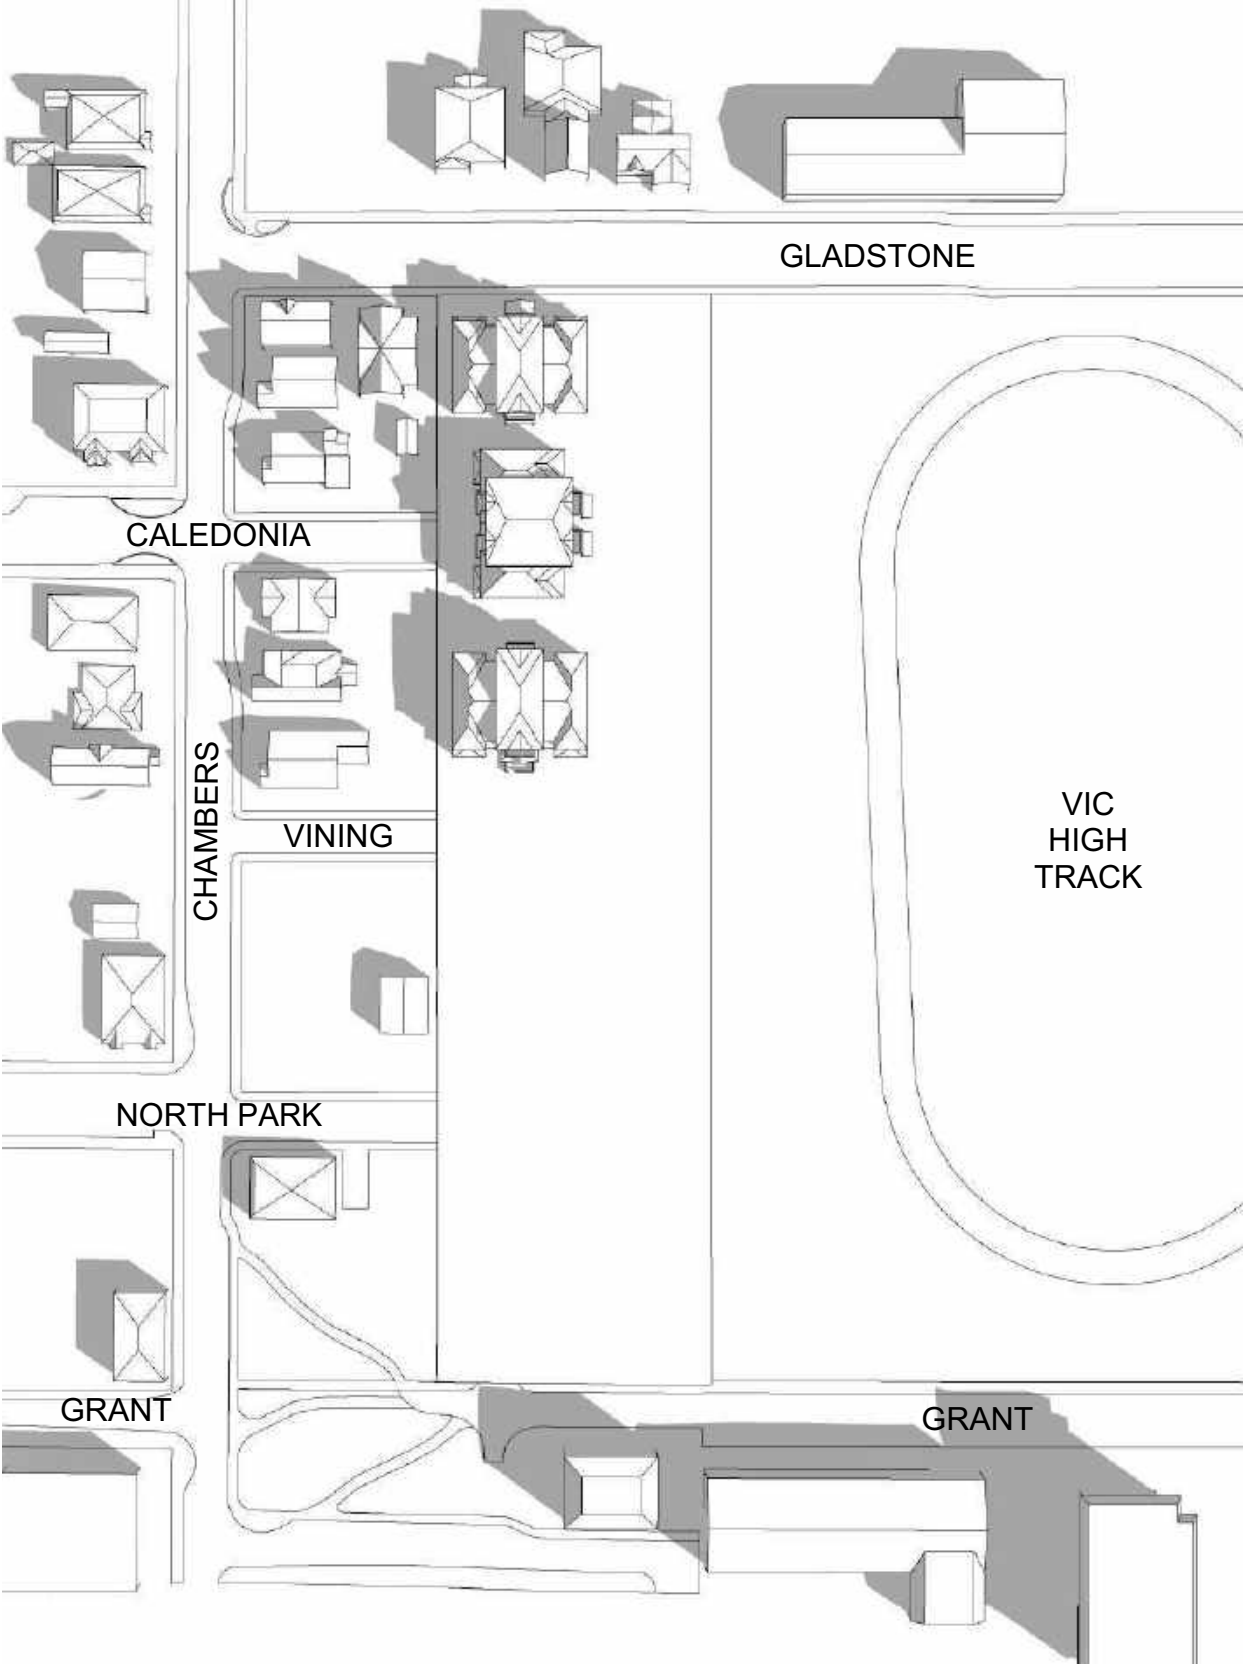 GLADSTONE
CALEDONIA
CHAMBERS
VINING
VIC
HIGH
TRACK
NORTH PARK
GRANT
GRANT